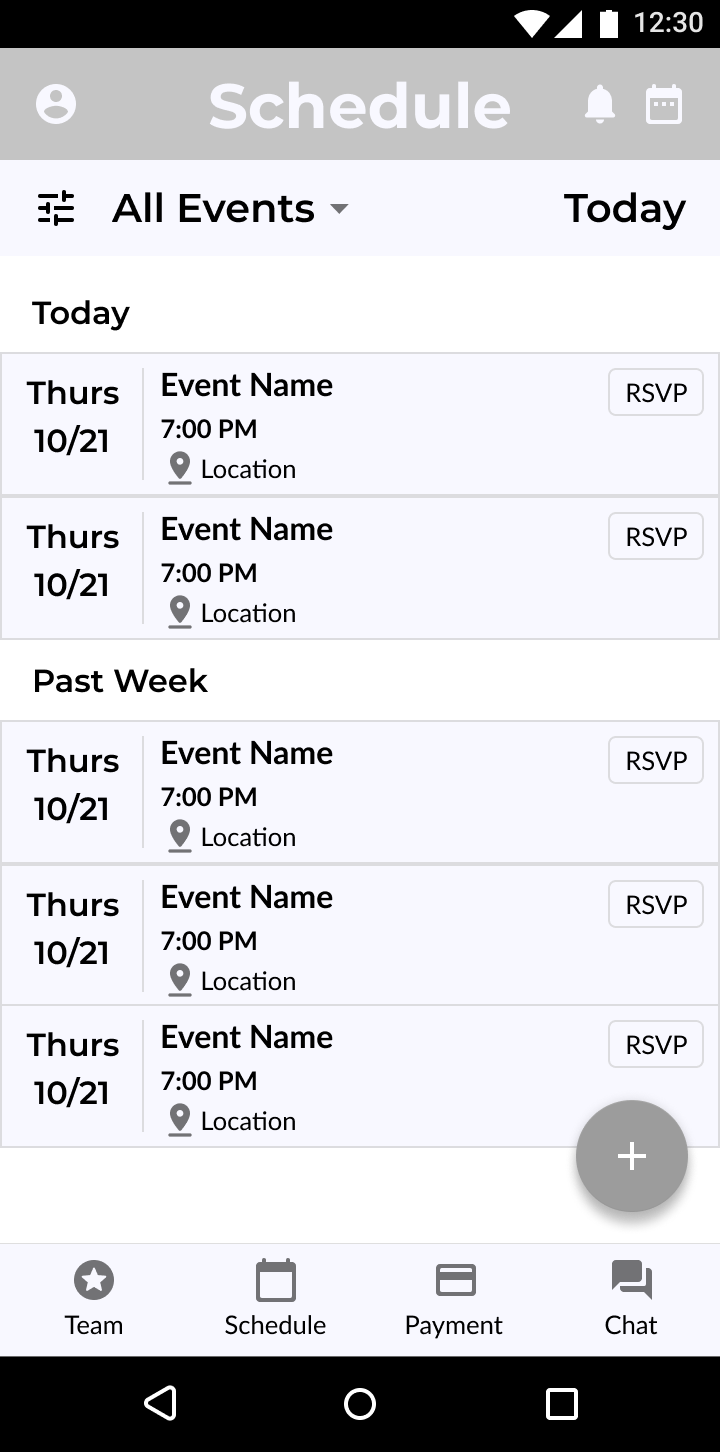 12:30
Schedule
All Events
Today
Today
Thurs
10/21
Event Name
7:00 PM
Location
RSVP
Thurs
10/21
Event Name
7:00 PM
Location
RSVP
Past Week
Thurs
10/21
Event Name
7:00 PM
Location
RSVP
Thurs
10/21
Event Name
7:00 PM
Location
RSVP
Thurs
10/21
Event Name
7:00 PM
Location
RSVP
+
Team
Schedule
Payment
Chat